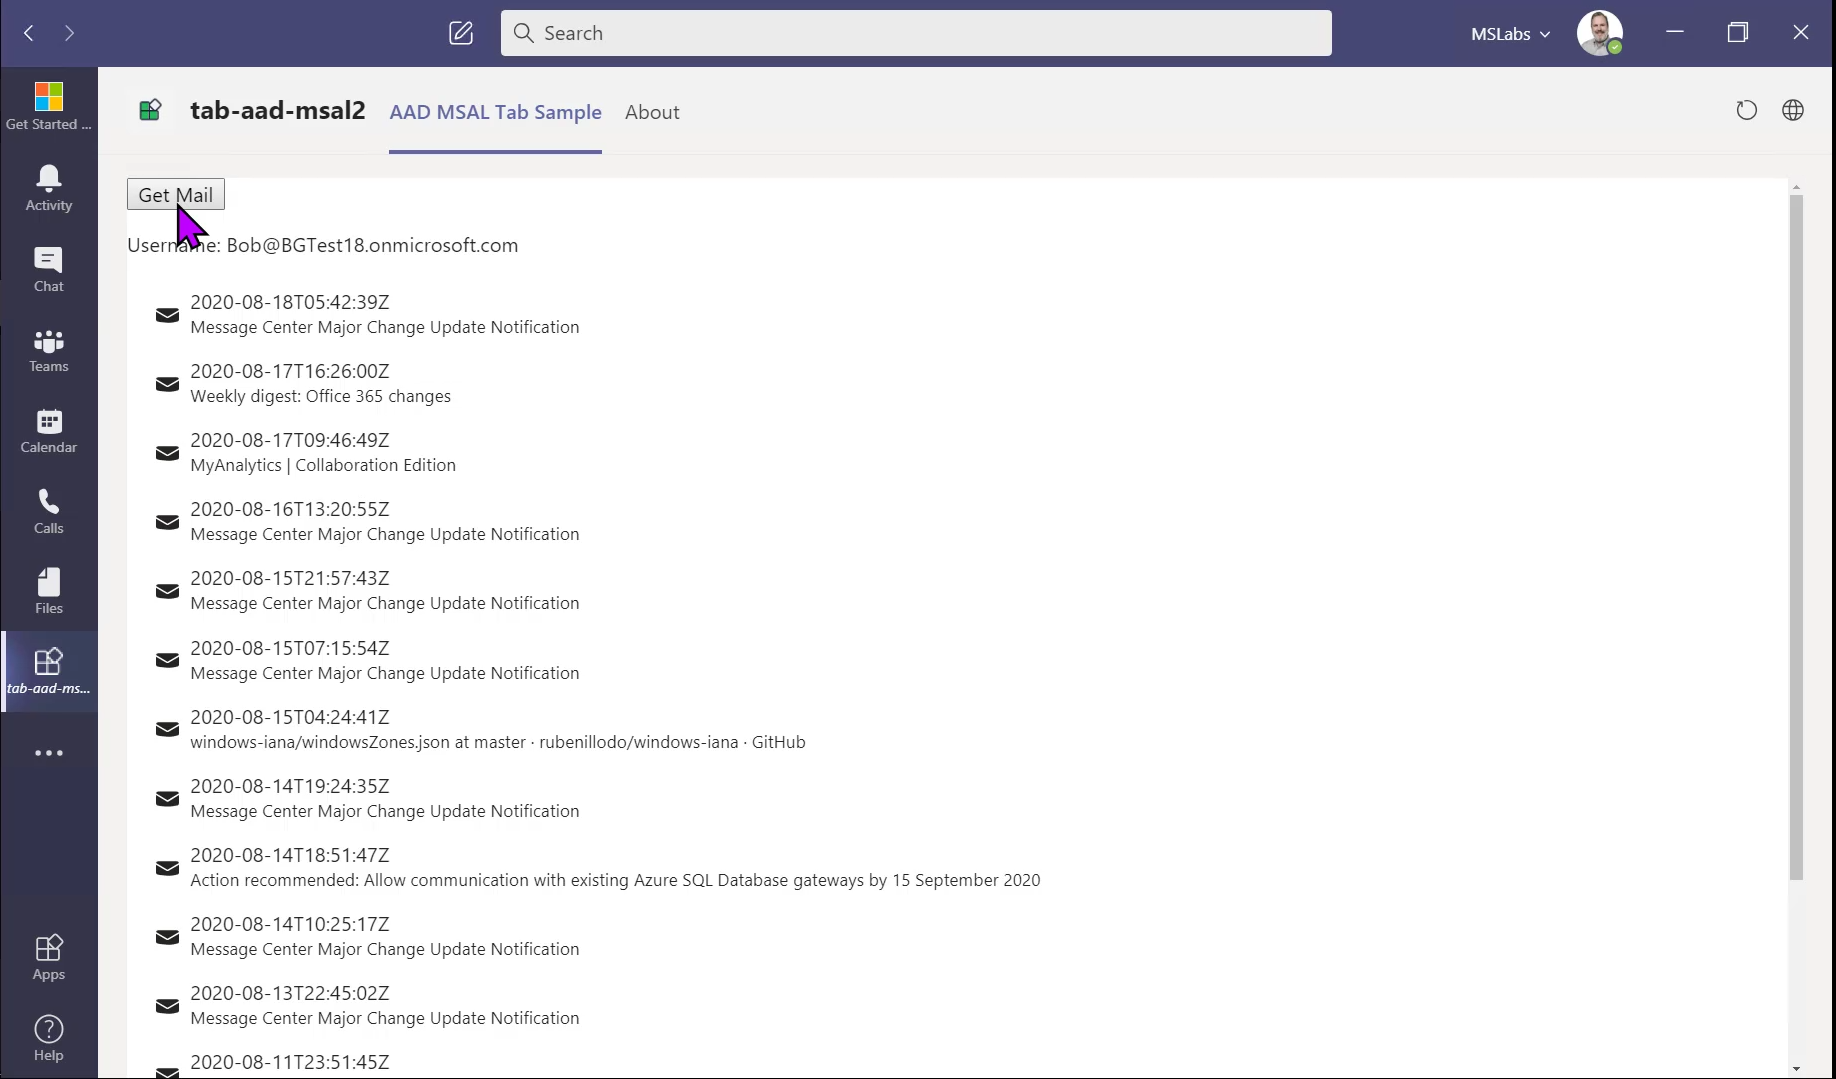 Search
MSLabs
Get Started ...
tab-aad-msal2
AAD MSAL Tab Sample
About
Activity
Chat
Teams
Calendar
Calls
Files
tab-aad-ms...
Apps
Help
Get Mail
Username: Bob@BGTest18.onmicrosoft.com
2020-08-18T05:42:39Z
Message Center Major Change Update Notification
2020-08-17T16:26:00Z
Weekly digest: Office 365 changes
2020-08-17T09:46:49Z
MyAnalytics | Collaboration Edition
2020-08-16T13:20:55Z
Message Center Major Change Update Notification
2020-08-15T21:57:43Z
Message Center Major Change Update Notification
2020-08-15T07:15:54Z
Message Center Major Change Update Notification
2020-08-15T04:24:41Z
windows-iana/windowsZones.json at master · rubenillodo/windows-iana · GitHub
2020-08-14T19:24:35Z
Message Center Major Change Update Notification
2020-08-14T18:51:47Z
Action recommended: Allow communication with existing Azure SQL Database gateways by 15 September 2020
2020-08-14T10:25:17Z
Message Center Major Change Update Notification
2020-08-13T22:45:02Z
Message Center Major Change Update Notification
2020-08-11T23:51:45Z